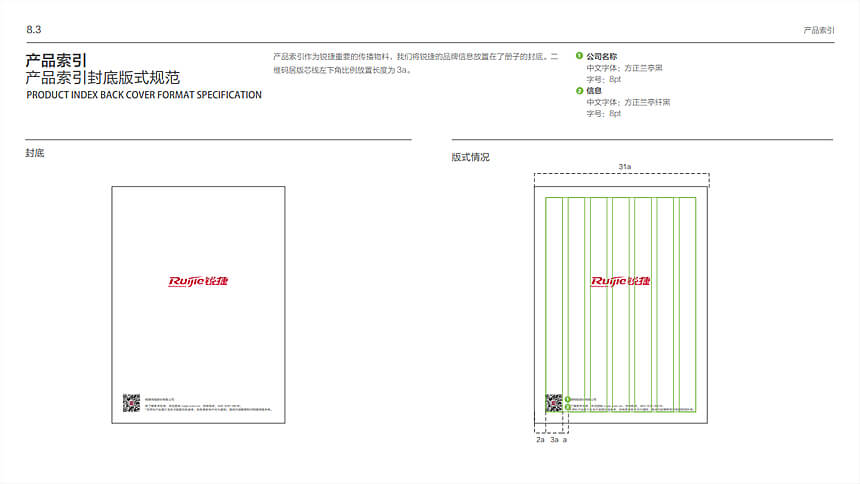 8.3
产品索引
产品索引
产品索引封底版式规范
PRODUCT INDEX BACK COVER FORMAT SPECIFICATION
产品索引作为锐捷重要的传播物料，我们将锐捷的品牌信息放置在了册子的封底。二
维码居版芯线左下角比例放置长度为 3a。
1 公司名称
中文字体：方正兰亭黑
字号：8pt
2 信息
中文字体：方正兰亭纤黑
字号：8pt
封底
Ruijie锐捷
版式情况
31a
Ruijie锐捷
1
2
2a 3a a